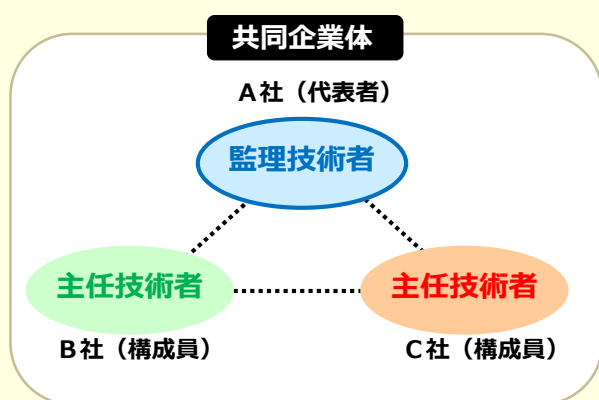 共同企業体
A社（代表者）
監理技術者
主任技術者
主任技術者
B社（構成員）
C社（構成員）